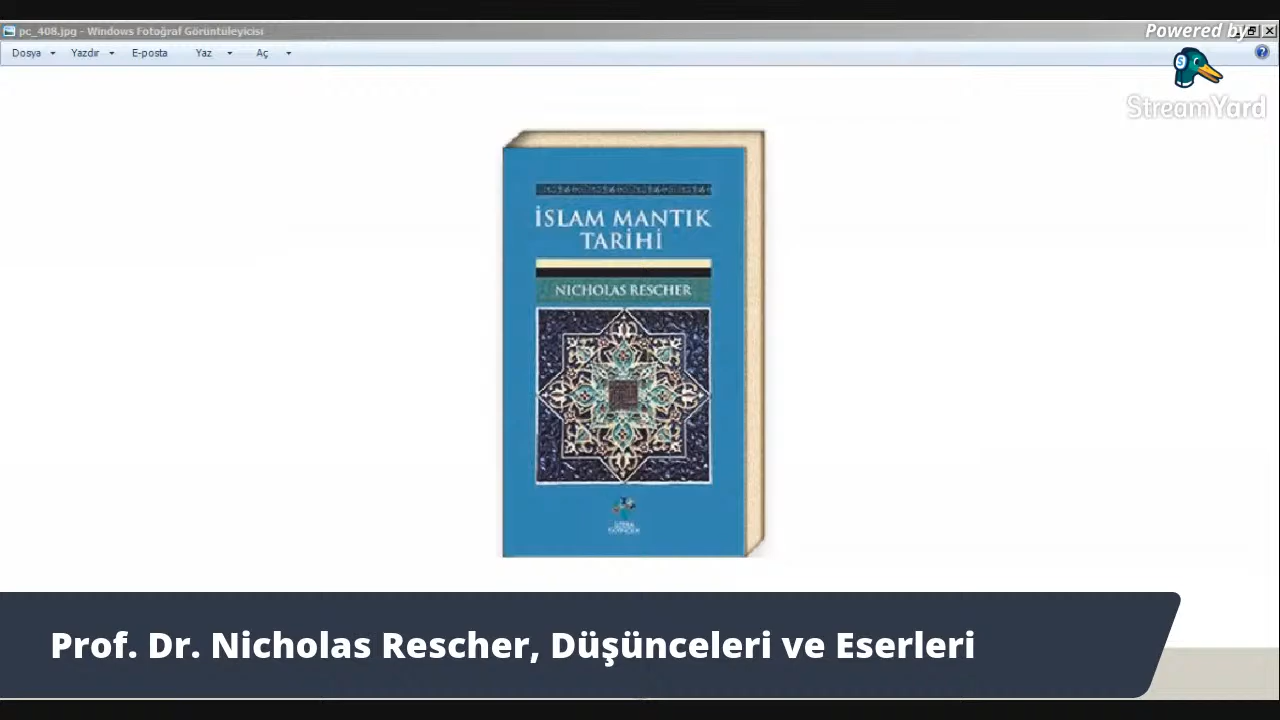 pc_408.jpg - Windows Fotoğraf Görüntüleyicisi
Powered by
Dosya Yazdır E-posta Yaz Aç
StreamYard
İSLAM MANTIK
TARİHİ
NICHOLAS RESCHER
Prof. Dr. Nicholas Rescher, Düşünceleri ve Eserleri